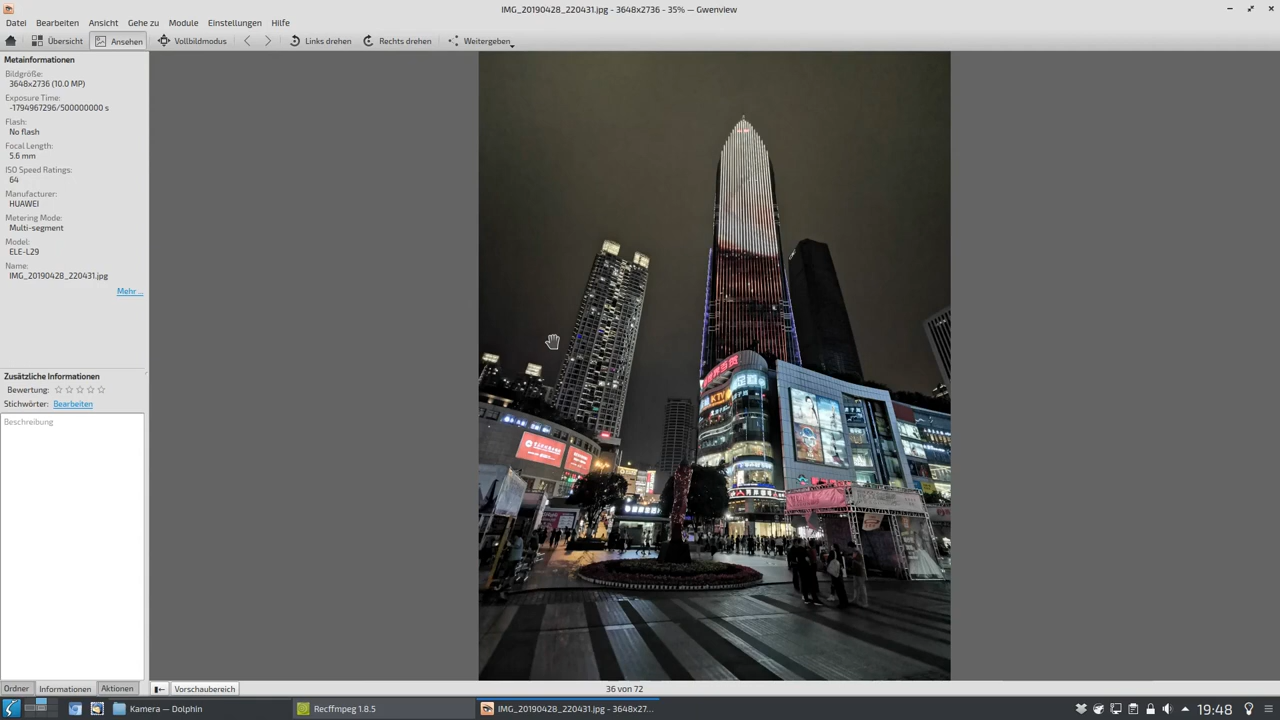 IMG_20190428_220431.jpg - 3648x2736 - 35% — Gwenview
Datei Bearbeiten Ansicht Gehe zu Module Einstellungen Hilfe
Übersicht Ansehen Vollbildmodus Links drehen Rechts drehen Weitergeben
Metainformationen
Bildgröße:
3648x2736 (10.0 MP)
Exposure Time:
-1794967296/500000000 s
Flash:
No flash
Focal Length:
5.6 mm
ISO Speed Ratings:
64
Manufacturer:
HUAWEI
Metering Mode:
Multi-segment
Model:
ELE-L29
Name:
IMG_20190428_220431.jpg
Mehr ...
KTV
Zusätzliche Informationen
Bewertung:
Stichwörter: Bearbeiten
Beschreibung
Ordner Informationen Aktionen
Vorschaubereich
36 von 72
Kamera — Dolphin
Recffmpeg 1.8.5
IMG_20190428_220431.jpg - 3648x27...
19:48